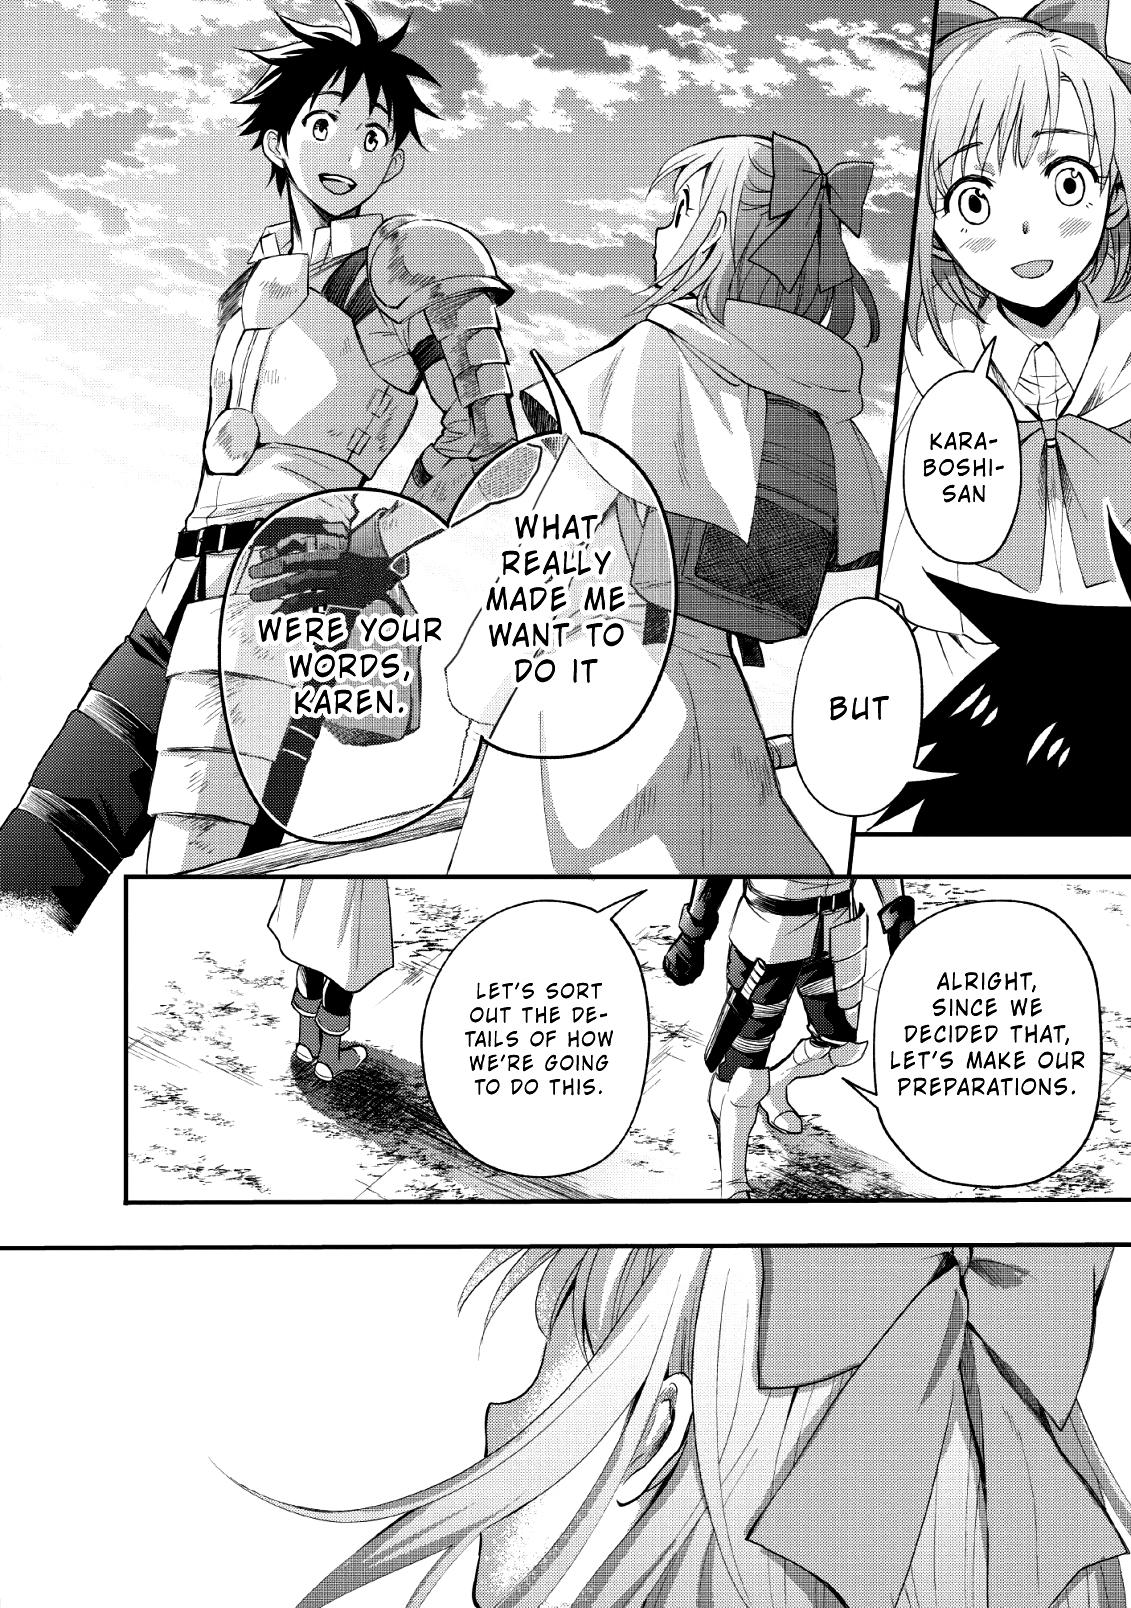 KARA-
BOSHI-
SAN
BUT
WHAT
REALLY
MADE ME
WANT TO
DO IT
WERE YOUR
WORDS,
KAREN.
ALRIGHT,
SINCE WE
DECIDED THAT,
LET'S MAKE OUR
PREPARATIONS.
LET'S SORT
OUT THE DE-
TAILS OF HOW
WE'RE GOING
TO DO THIS.